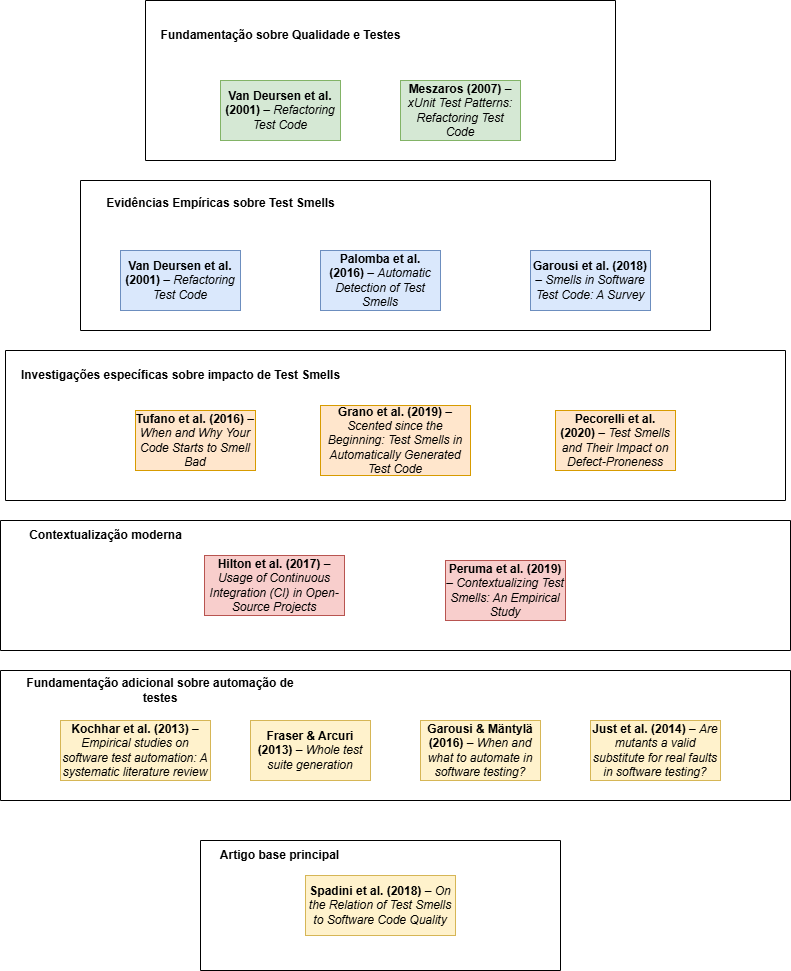 Fundamentação sobre Qualidade e Testes
Van Deursen et al.
(2001) – Refactoring
Test Code
Meszaros (2007) –
xUnit Test Patterns:
Refactoring Test
Code
Evidências Empíricas sobre Test Smells
Van Deursen et al.
(2001) – Refactoring
Test Code
Palomba et al.
(2016) – Automatic
Detection of Test
Smells
Garousi et al. (2018)
– Smells in Software
Test Code: A Survey
Investigações específicas sobre impacto de Test Smells
Tufano et al. (2016) –
When and Why Your
Code Starts to Smell
Bad
Grano et al. (2019) –
Scented since the
Beginning: Test Smells in
Automatically Generated
Test Code
Pecorelli et al.
(2020) – Test Smells
and Their Impact on
Defect-Proneness
Contextualização moderna
Hilton et al. (2017) –
Usage of Continuous
Integration (CI) in Open-
Source Projects
Peruma et al. (2019)
– Contextualizing Test
Smells: An Empirical
Study
Fundamentação adicional sobre automação de
testes
Kochhar et al. (2013) –
Empirical studies on
software test automation: A
systematic literature review
Fraser & Arcuri
(2013) – Whole test
suite generation
Garousi & Mäntylä
(2016) – When and
what to automate in
software testing?
Just et al. (2014) – Are
mutants a valid
substitute for real faults
in software testing?
Artigo base principal
Spadini et al. (2018) – On
the Relation of Test Smells
to Software Code Quality